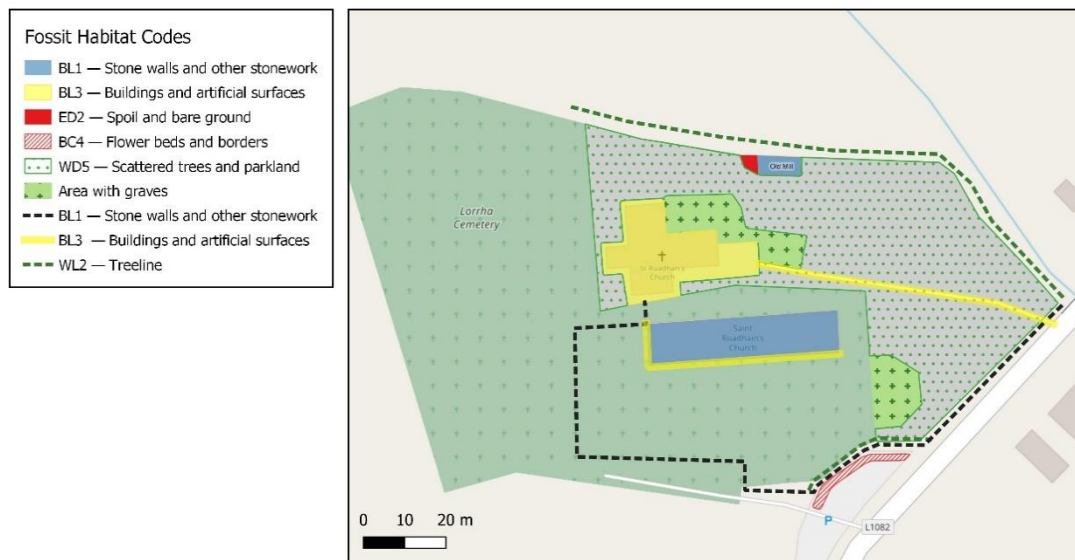 Fossit Habitat Codes
BL1 — Stone walls and other stonework
BL3 — Buildings and artificial surfaces
ED2 — Spoil and bare ground
BC4 — Flower beds and borders
WD5 — Scattered trees and parkland
Area with graves
BL1 — Stone walls and other stonework
BL3 — Buildings and artificial surfaces
WL2 — Treeline
Old Mill
Lorrha
Cemetery
St Ruadhain's
Church
Saint
Ruadhain's
Church
0 10 20 m
P
L1082